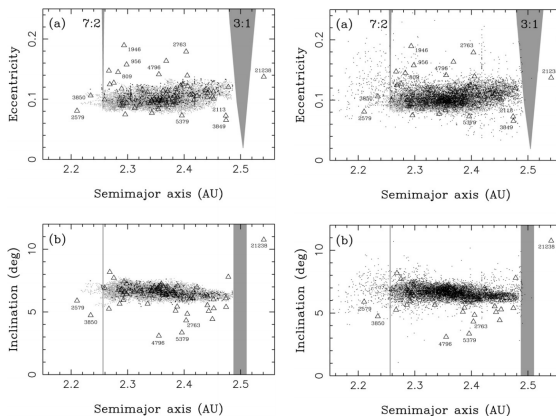 (a) 7:2 3:1
0.2
1946
2763
956
4796
809
21238
3850
0.1
2579
5379
2113
3849
0
Eccentricity
2.2 2.3 2.4 2.5
Semimajor axis (AU)
(a) 7:2 3:1
0.2
1946
2763
956
4796
809
2123
3850
0.1
2579
5379
2118
3849
0
Eccentricity
2.2 2.3 2.4 2.5
Semimajor axis (AU)
(b)
10
21238
5
2579
3850
2763
4796
5379
0
Inclination (deg)
2.2 2.3 2.4 2.5
Semimajor axis (AU)
(b)
10
21238
5
2579
3850
2763
4796
5379
0
Inclination (deg)
2.2 2.3 2.4 2.5
Semimajor axis (AU)